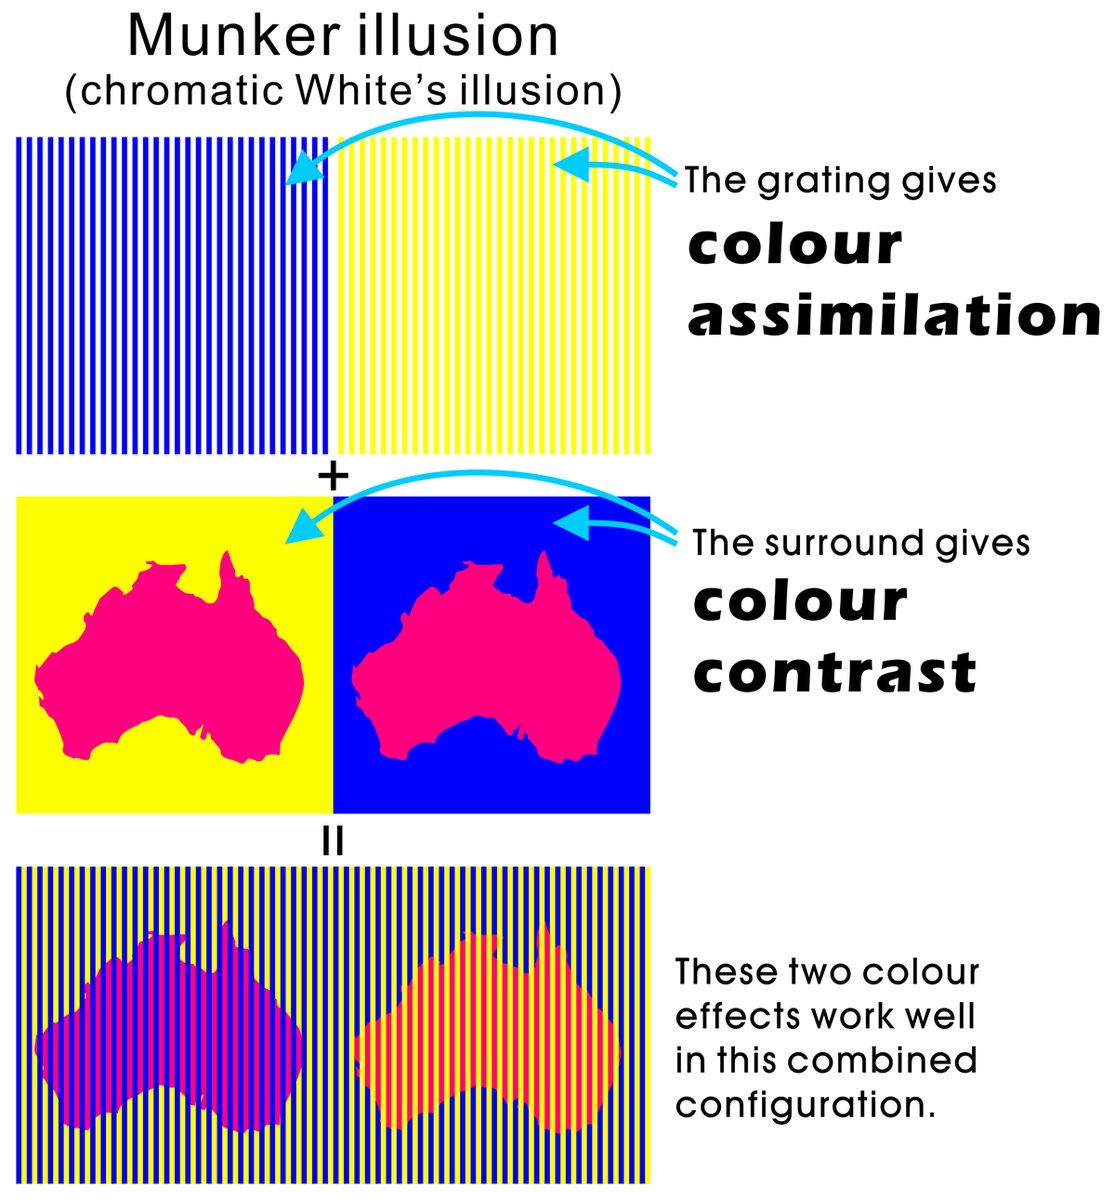 Munker illusion
(chromatic White's illusion)
The grating gives
colour
assimilation
+
The surround gives
colour
contrast
=
These two colour
effects work well
in this combined
configuration.